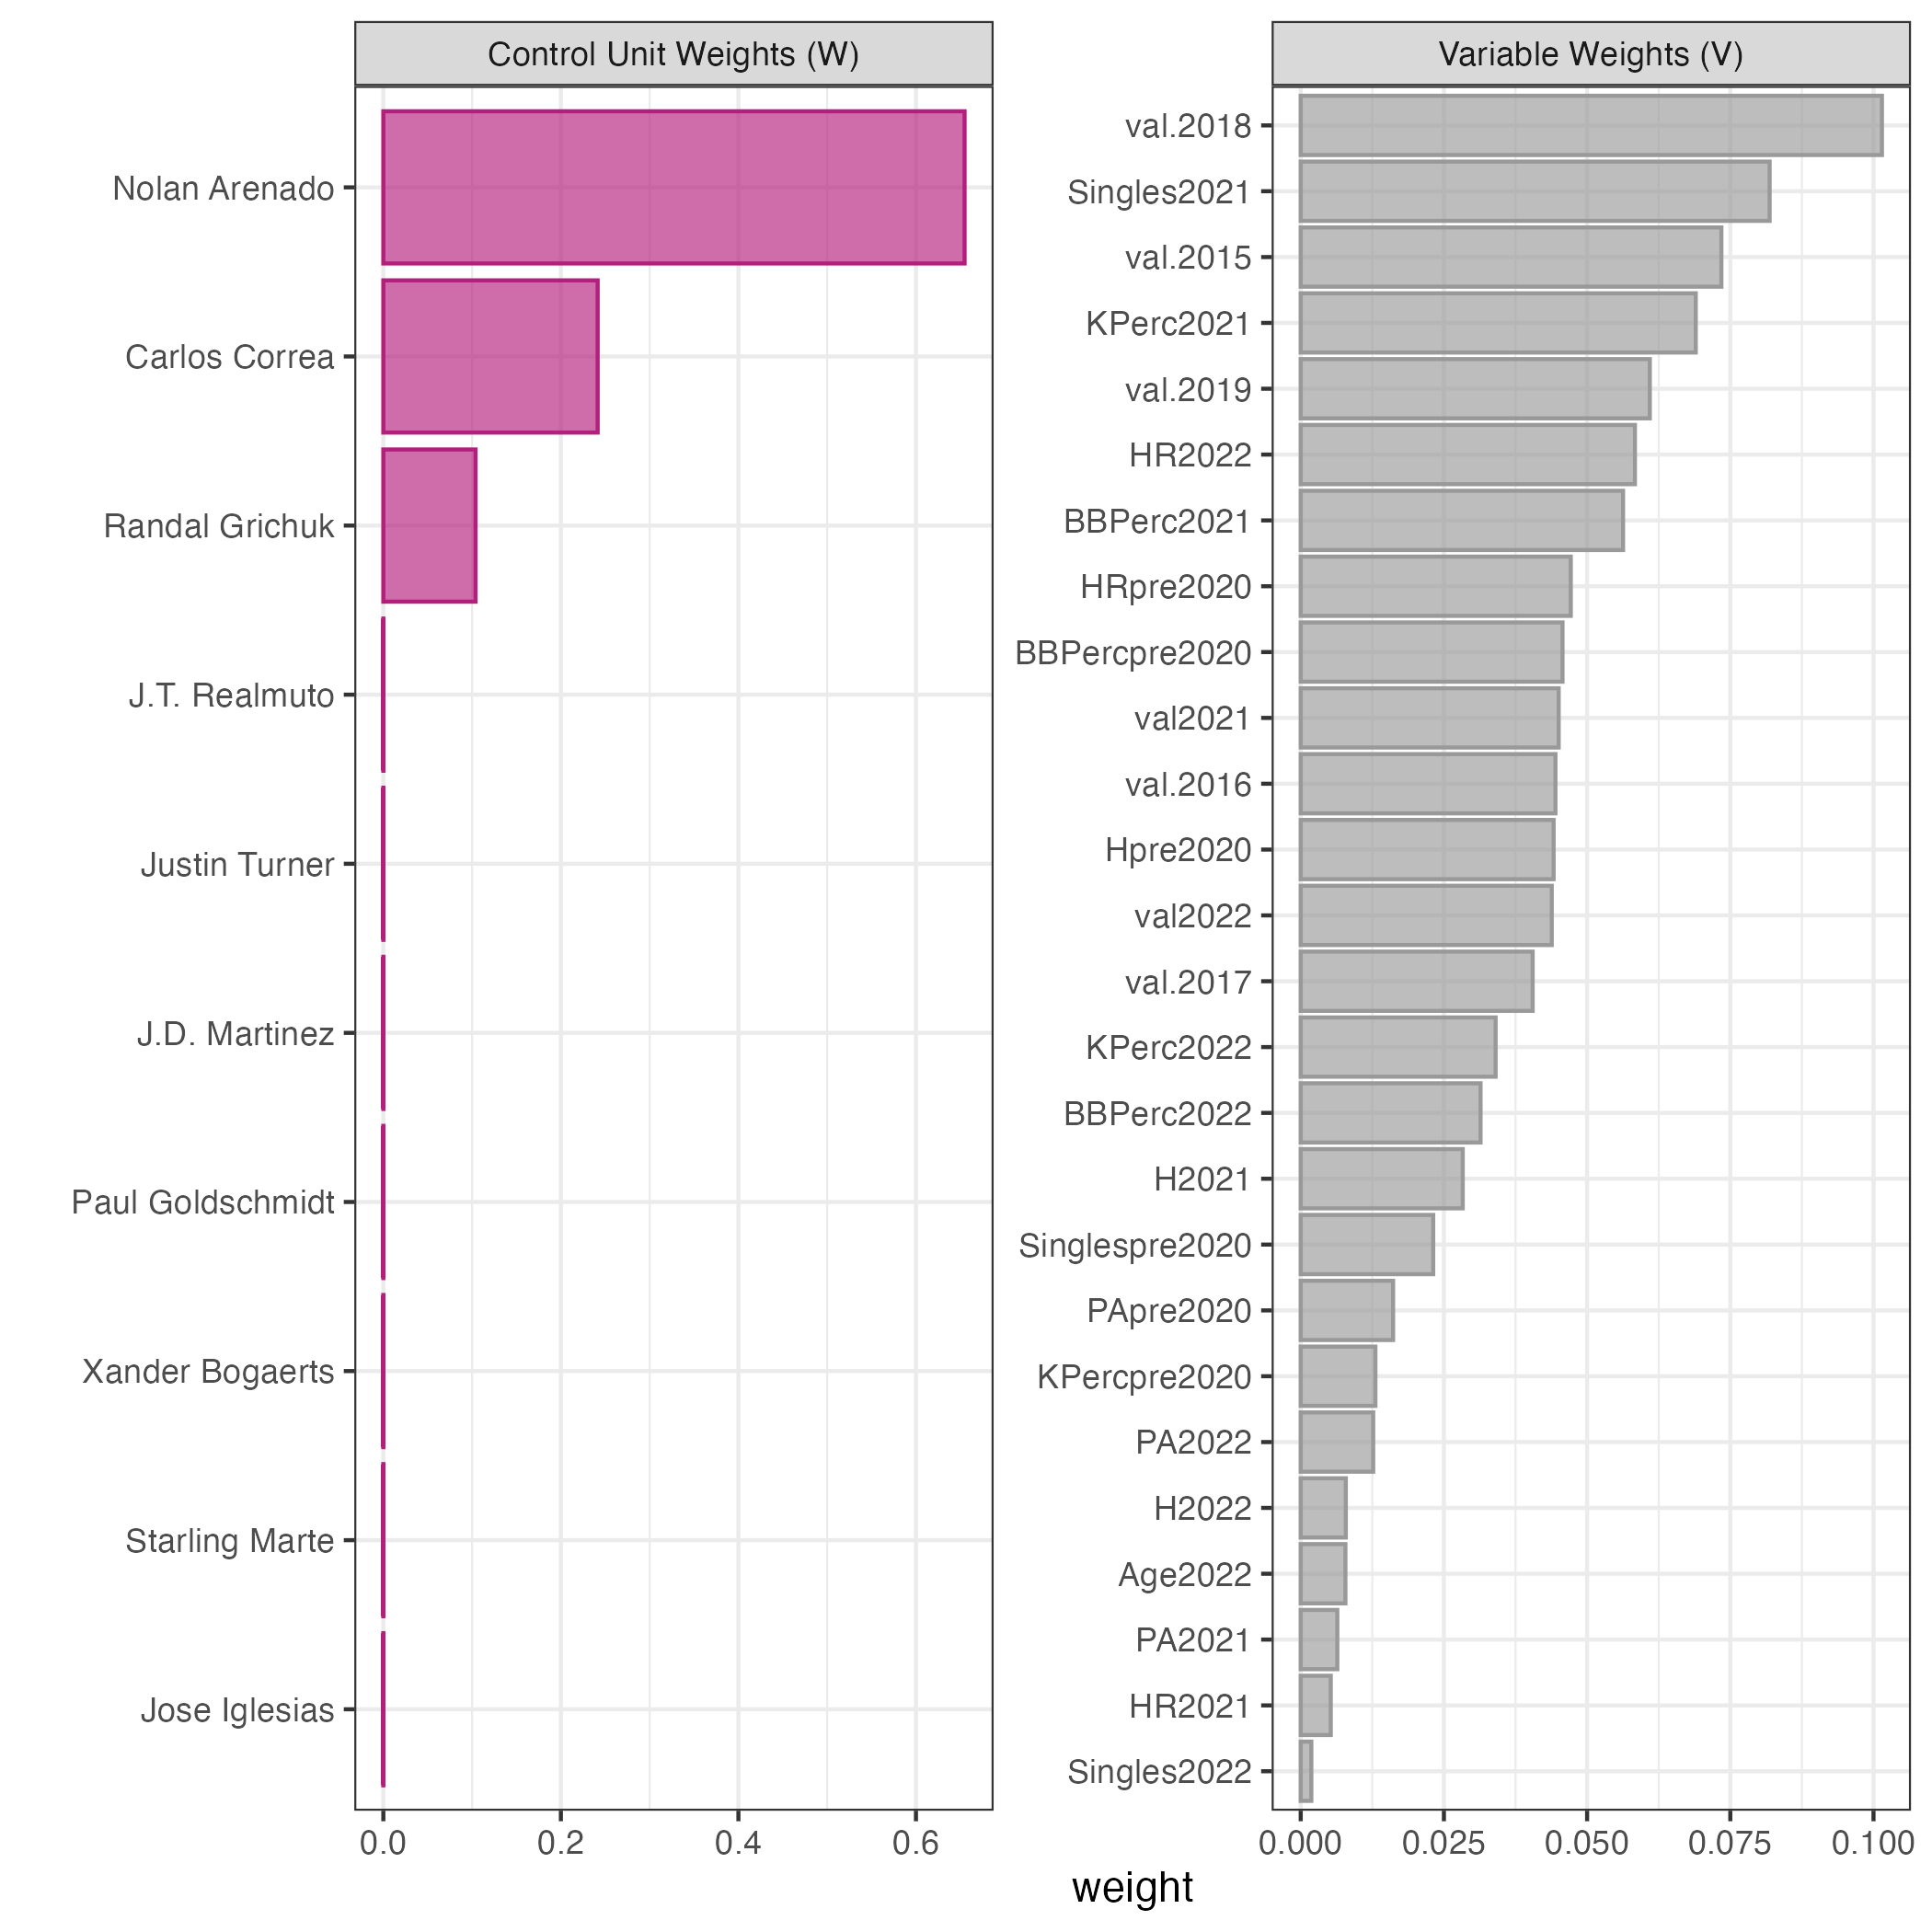 Control Unit Weights (W)
Nolan Arenado
Carlos Correa
Randal Grichuk
J.T. Realmuto
Justin Turner
J.D. Martinez
Paul Goldschmidt
Xander Bogaerts
Starling Marte
Jose Iglesias
0.0 0.2 0.4 0.6
Variable Weights (V)
val.2018
Singles2021
val.2015
KPerc2021
val.2019
HR2022
BBPerc2021
HRpre2020
BBPercpre2020
val2021
val.2016
Hpre2020
val2022
val.2017
KPerc2022
BBPerc2022
H2021
Singlespre2020
PApre2020
KPercpre2020
PA2022
H2022
Age2022
PA2021
HR2021
Singles2022
0.000 0.025 0.050 0.075 0.100
weight